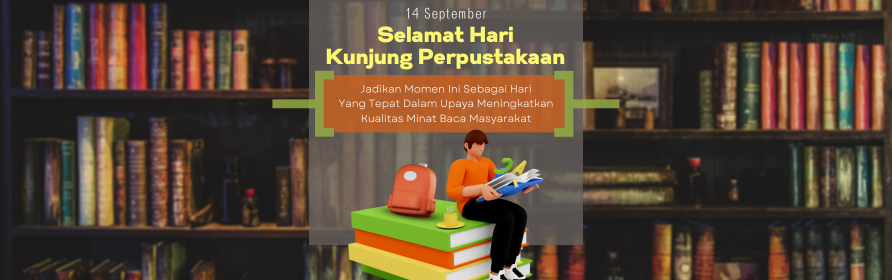 14 September
Selamat Hari
Kunjung Perpustakaan
Jadikan Momen Ini Sebagai Hari
Yang Tepat Dalam Upaya Meningkatkan
Kualitas Minat Baca Masyarakat